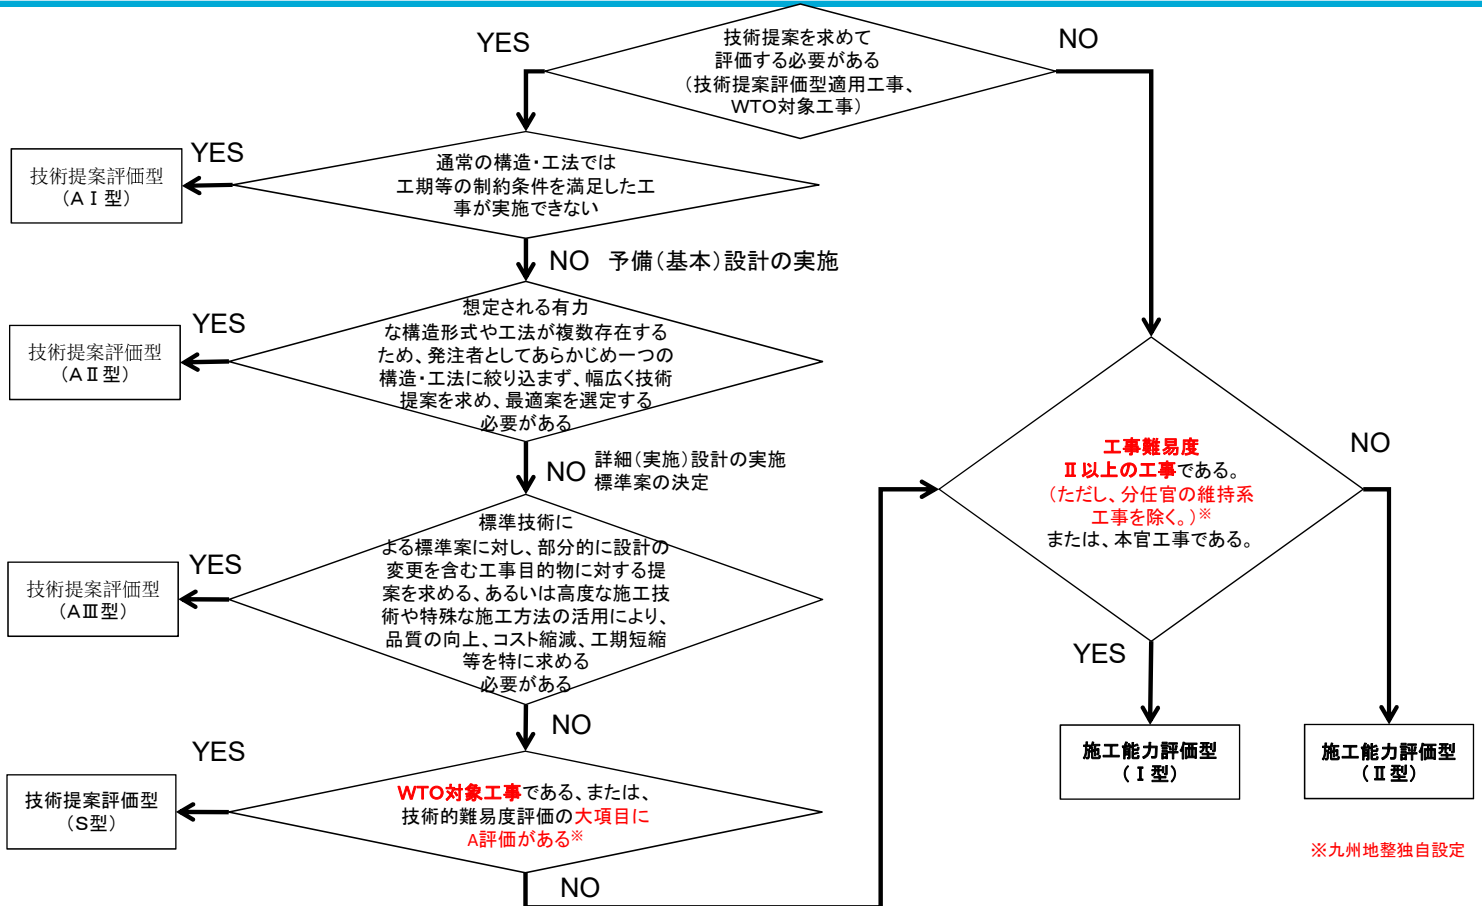 技術提案を求めて
評価する必要がある
(技術提案評価型適用工事、
WTO対象工事)
YES
NO
通常の構造・工法では
工期等の制約条件を満足した工
事が実施できない
YES
技術提案評価型
(AⅠ型)
NO 予備(基本)設計の実施
想定される有力
な構造形式や工法が複数存在する
ため、発注者としてあらかじめ一つの
構造・工法に絞り込まず、幅広く技術
提案を求め、最適案を選定する
必要がある
YES
技術提案評価型
(AⅡ型)
NO 詳細(実施)設計の実施
標準案の決定
標準技術に
よる標準案に対し、部分的に設計の
変更を含む工事目的物に対する提
案を求める、あるいは高度な施工技
術や特殊な施工方法の活用により、
品質の向上、コスト縮減、工期短縮
等を特に求める
必要がある
YES
技術提案評価型
(AⅢ型)
NO
WTO対象工事である、または、
技術的難易度評価の大項目に
A評価がある※
YES
技術提案評価型
(S型)
NO
工事難易度
Ⅱ以上の工事である。
(ただし、分任官の維持系
工事を除く。)※
または、本官工事である。
YES
NO
施工能力評価型
(Ⅰ型)
施工能力評価型
(Ⅱ型)
※九州地整独自設定